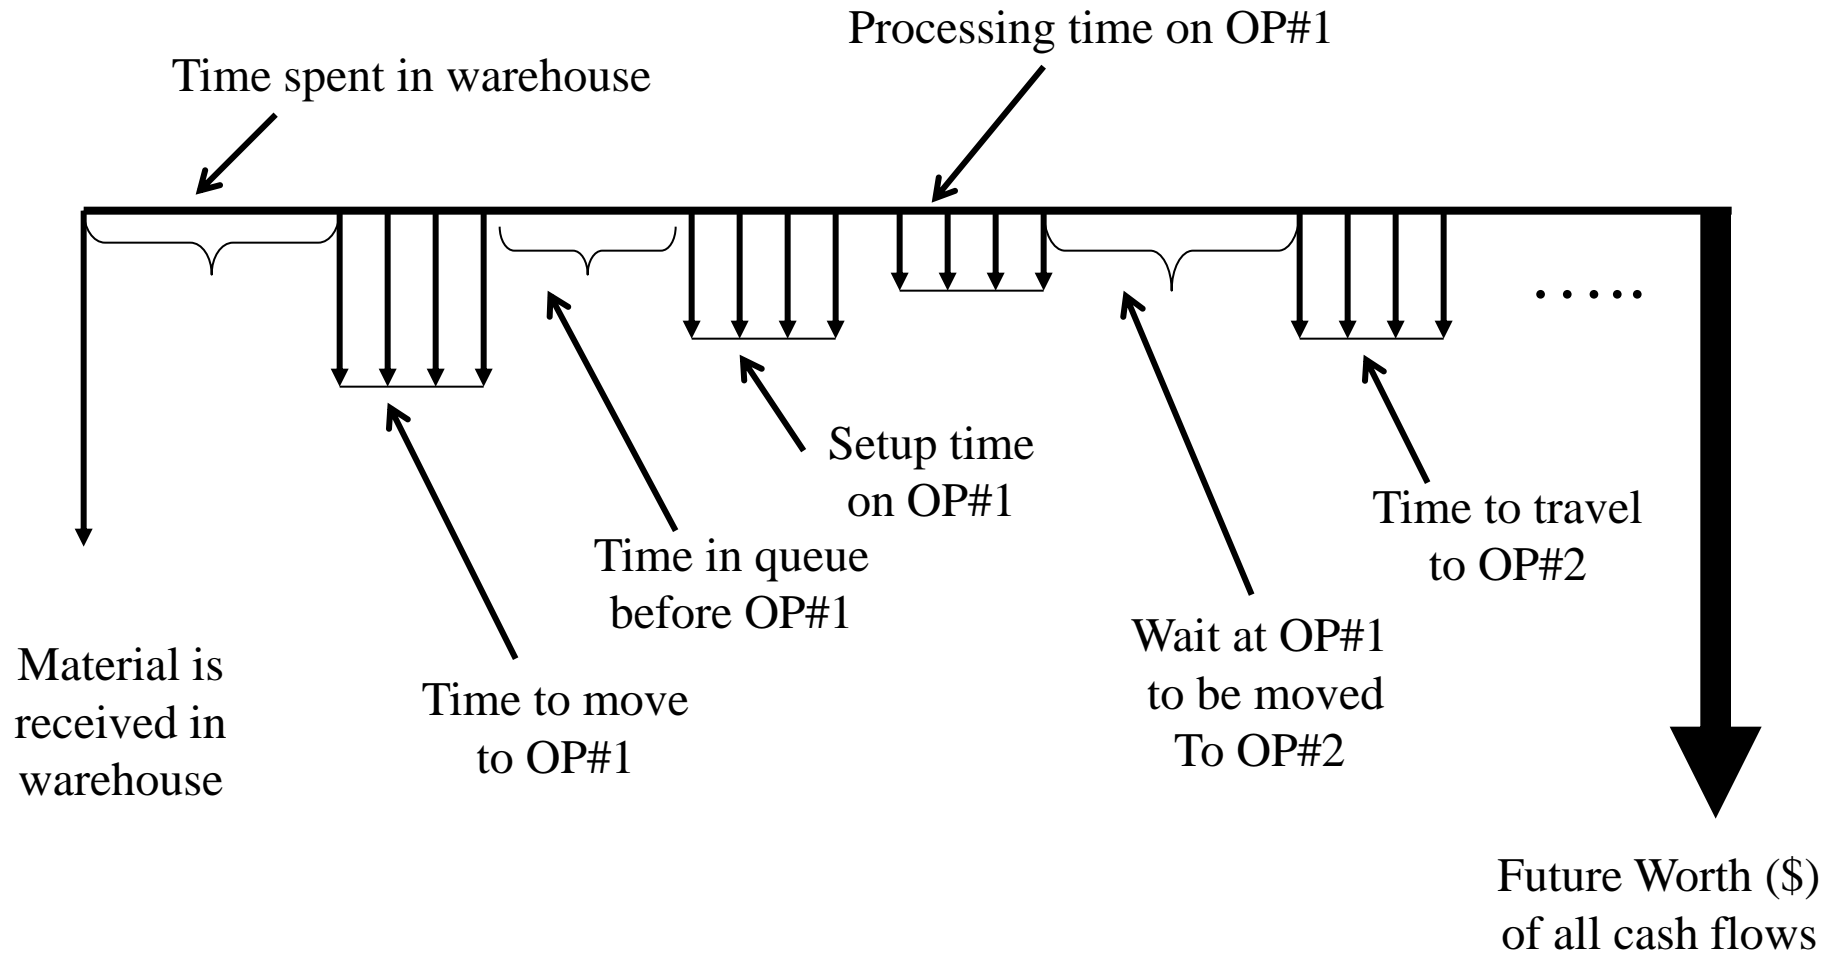 Processing time on OP#1
Time spent in warehouse
Setup time
on OP#1
Time to travel
to OP#2
Time in queue
before OP#1
Wait at OP#1
to be moved
To OP#2
Material is
received in
warehouse
Time to move
to OP#1
Future Worth ($)
of all cash flows